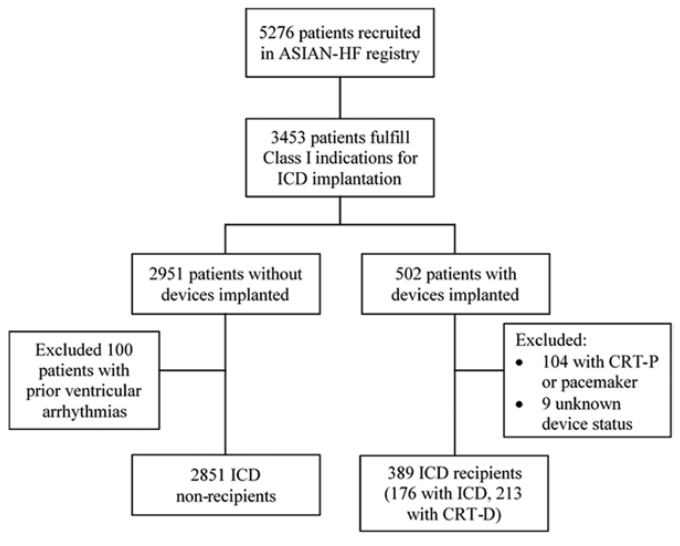 5276 patients recruited
in ASIAN-HF registry
3453 patients fulfill
Class I indications for
ICD implantation
2951 patients without
devices implanted
502 patients with
devices implanted
Excluded 100
patients with
prior ventricular
arrhythmias
Excluded:
• 104 with CRT-P
or pacemaker
• 9 unknown
device status
2851 ICD
non-recipients
389 ICD recipients
(176 with ICD, 213
with CRT-D)